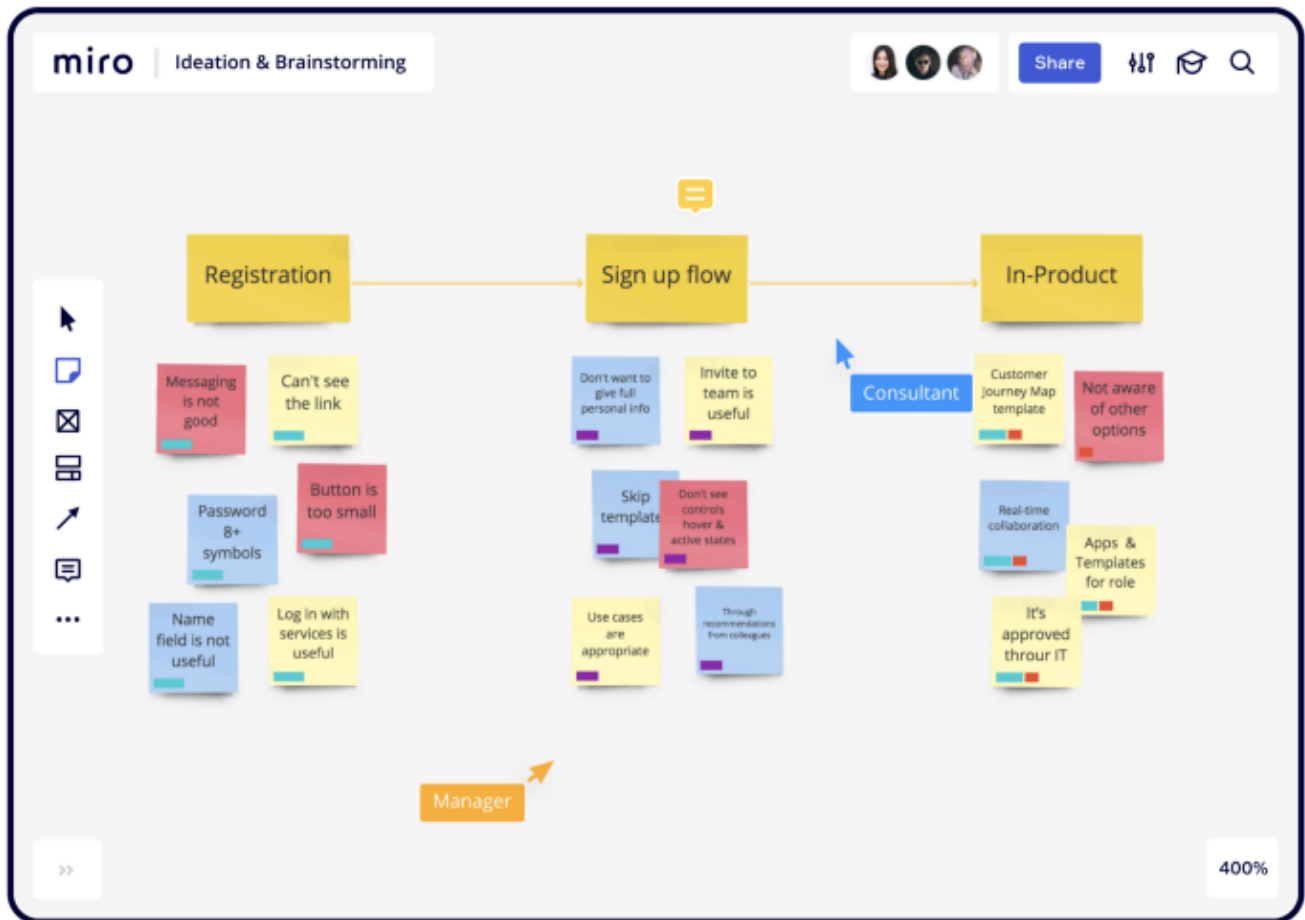 miro
Ideation & Brainstorming
Share
Registration
Sign up flow
In-Product
Messaging
is not
good
Can't see
the link
Password
8+
symbols
Button is
too small
Name
field is not
useful
Log in with
services is
useful
Don't want to
give full
personal info
Invite to
team is
useful
Skip
template
Don't see
controls
hover &
active states
Use cases
are
appropriate
Through
recommendations
from colleagues
Consultant
Customer
Journey Map
template
Not aware
of other
options
Real-time
collaboration
Apps &
Templates
for role
It's
approved
throur IT
Manager
400%